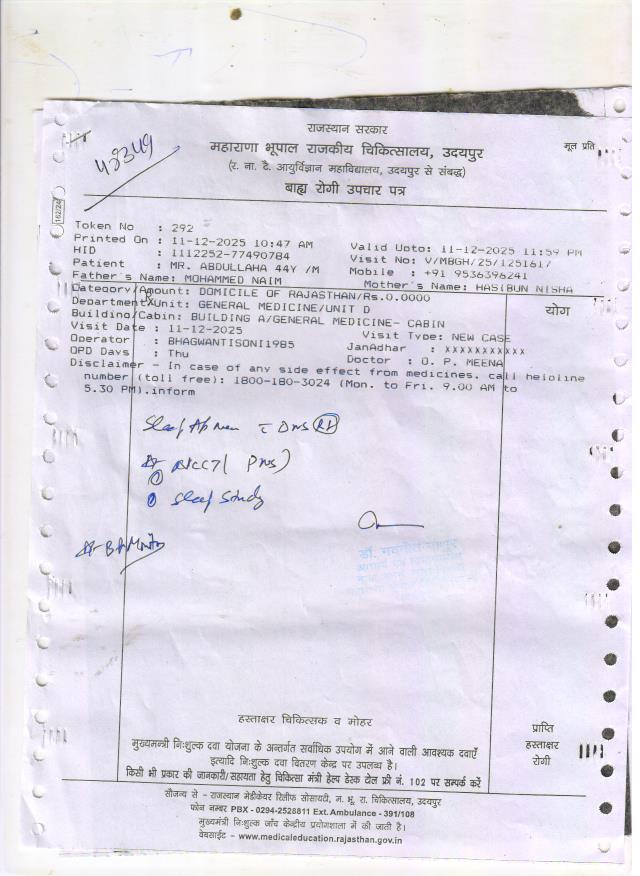 राजस्थान सरकार
महाराणा भूपाल राजकीय चिकित्सालय, उदयपुर
मूल प्रति
(र. ना. टै. आयुर्विज्ञान महाविद्यालय, उदयपुर से संबद्ध)
बाह्य रोगी उपचार पत्र
Token No : 292
Printed On : 11-12-2025 10:47 AM Valid Upto: 11-12-2025 11:59 PM
HID : 1112252-77490784 Visit No: V/MBGH/25/1251617
Patient : MR. ABDULLAHA 44Y /M Mobile : +91 9536396241
Father's Name: MOHAMMED NAIM Mother's Name: HASIBUN NISHA
Category/Amount: DOMICILE OF RAJASTHAN/Rs.0.0000
योग
Department/Unit: GENERAL MEDICINE/UNIT D
Building/Cabin: BUILDING A/GENERAL MEDICINE- CABIN
Visit Date : 11-12-2025 Visit Type: NEW CASE
Operator : BHAGWANTISONI1985 JanAadhar : XXXXXXXXXXX
OPD Days : Thu Doctor : O. P. MEENA
Disclaimer - In case of any side effect from medicines. call helpline
number (toll free): 1800-180-3024 (Mon. to Fri. 9.00 AM to
5.30 PM).inform
DNS
NCCT( PNS)
Sleep Study
हस्ताक्षर चिकित्सक व मोहर
प्राप्ति
हस्ताक्षर
रोगी
मुख्यमन्त्री निःशुल्क दवा योजना के अन्तर्गत सर्वाधिक उपयोग में आने वाली आवश्यक दवाएँ
इत्यादि निःशुल्क दवा वितरण केन्द्र पर उपलब्ध है।
किसी भी प्रकार की जानकारी/सहायता हेतु चिकित्सा मंत्री हेल्प डेस्क टोल फ्री नं. 102 पर सम्पर्क करें
सौजन्य से - राजस्थान मेडीकेयर रिलीफ सोसायटी, म. भू. रा. चिकित्सालय, उदयपुर
फोन नम्बर PBX - 0294-2528811 Ext. Ambulance - 391/108
मुख्यमंत्री निःशुल्क जाँच केन्द्रीय प्रयोगशाला में की जाती है।
वेबसाईट - www.medicaleducation.rajasthan.gov.in